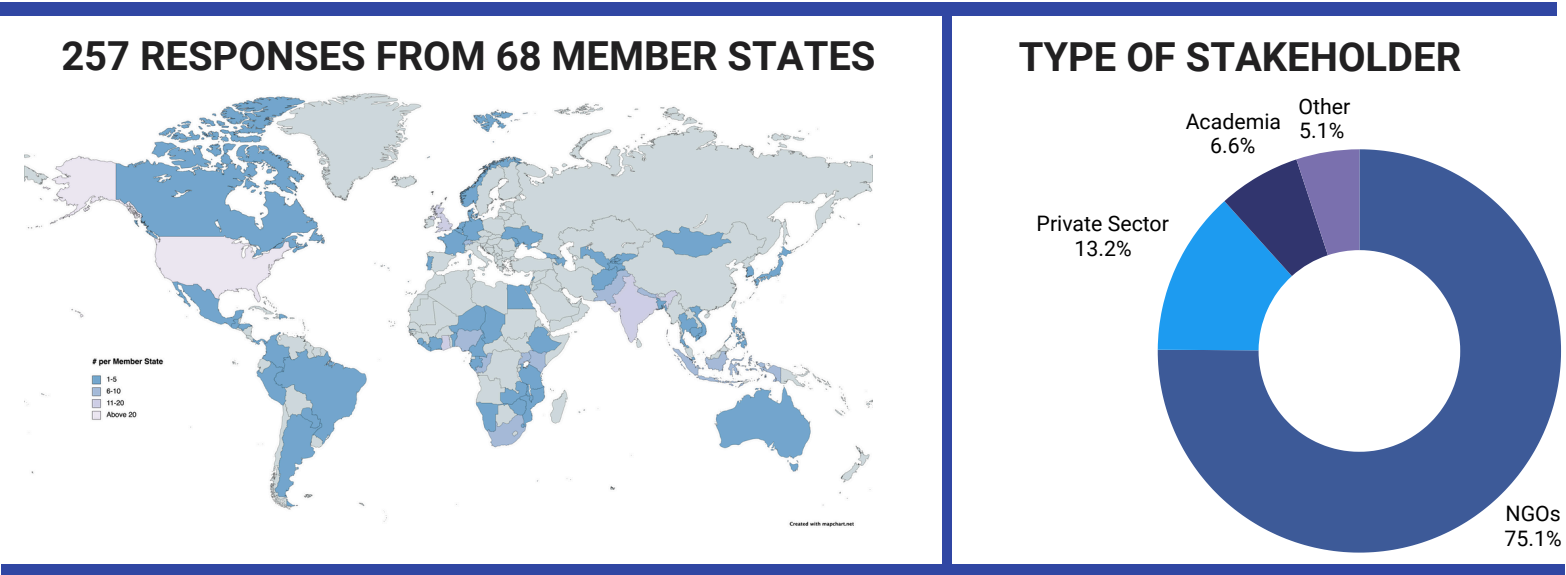 257 RESPONSES FROM 68 MEMBER STATES
# per Member State
1-5
6-10
11-20
Above 20
Created with mapchart.net
TYPE OF STAKEHOLDER
Other
5.1%
Academia
6.6%
Private Sector
13.2%
NGOs
75.1%